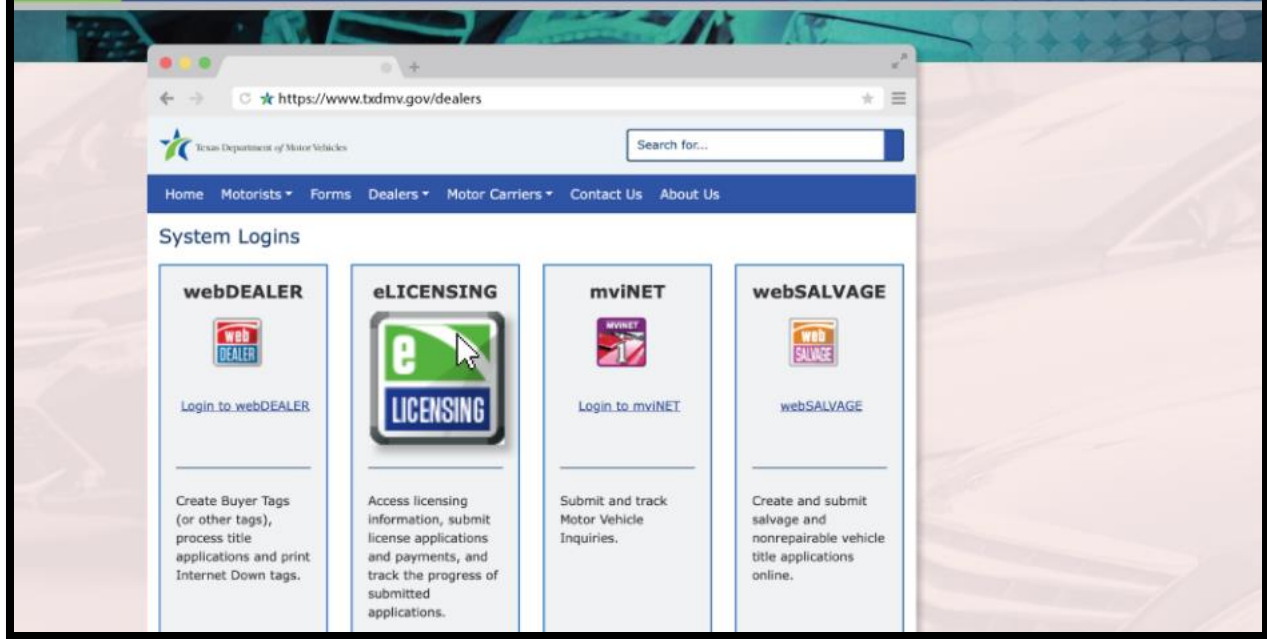 https://www.txdmv.gov/dealers
Texas Department of Motor Vehicles
Search for...
Home Motorists Forms Dealers Motor Carriers Contact Us About Us
System Logins
webDEALER
web
DEALER
Login to webDEALER
Create Buyer Tags
(or other tags),
process title
applications and print
Internet Down tags.
eLICENSING
e
LICENSING
Access licensing
information, submit
license applications
and payments, and
track the progress of
submitted
applications.
mviNET
MVINET
1
Login to mviNET
Submit and track
Motor Vehicle
Inquiries.
webSALVAGE
web
SALVAGE
webSALVAGE
Create and submit
salvage and
nonrepairable vehicle
title applications
online.